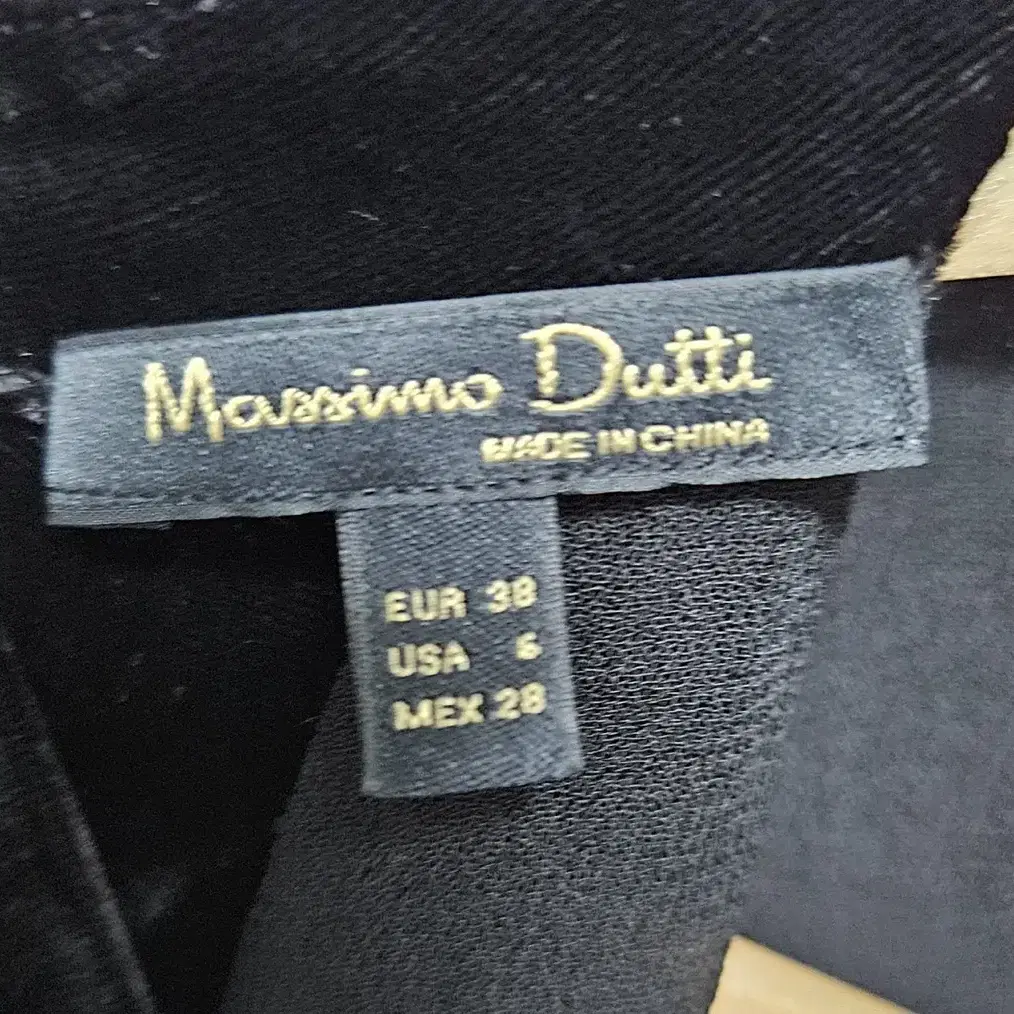 Massimo Dutti
MADE IN CHINA
EUR 38
USA 6
MEX 28